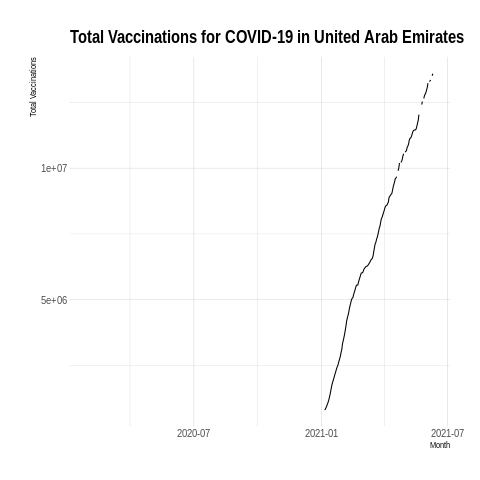 Total Vaccinations for COVID-19 in United Arab Emirates
Total Vaccinations
1e+07
5e+06
2020-07
2021-01
2021-07
Month